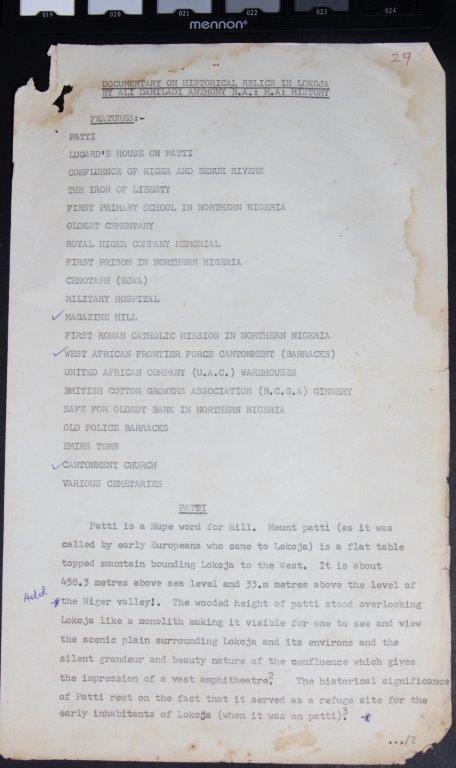 019 020 021 022 023 024
mennon
29
DOCUMENTARY ON HISTORICAL RELICS IN LOKOJA
BY ALI DANILADI ANTHONY B.A.: M.A: HISTORY
FEATURES:-
PATTI
LUGARD'S HOUSE ON PATTI
CONFLUENCE OF NIGER AND BENUE RIVERS
THE IRON OF LIBERTY
FIRST PRIMARY SCHOOL IN NORTHERN NIGERIA
OLDEST CEMENTARY
ROYAL NIGER COMPANY MEMORIAL
FIRST PRISON IN NORTHERN NIGERIA
CENOTAPH (EGWA)
MILITARY HOSPITAL
✓ MAGAZINE HILL
FIRST ROMAN CATHOLIC MISSION IN NORTHERN NIGERIA
✓ WEST AFRICAN FRONTIER FORCE CANTONMENT (BARRACKS)
UNITED AFRICAN COMPANY (U.A.C.) WAREHOUSES
BRITISH COTTON GROWERS ASSOCIATION (B.C.G.A) GINNERY
SAFE FOR OLDEST BANK IN NORTHERN NIGERIA
OLD POLICE BARRACKS
EMIRS TOMB
✓ CANTONMENT CHURCH
VARIOUS CEMETARIES
PATTI
Patti is a Nupe word for hill. Mount patti (as it was
called by early Europeans who came to Lokoja) is a flat table
topped mountain bounding Lokoja to the West. It is about
458.3 metres above sea level and 33.m metres above the level of
Add * the Niger valley!. The wooded height of patti stood overlooking
Lokoja like a monolith making it visible for one to see and view
the scenic plain surrounding Lokoja and its environs and the
silent grandeur and beauty nature of the confluence which gives
the impression of a vast amphitheatre.2 The historical significance
of Patti rest on the fact that it served as a refuge site for the
early inhabitants of Lokoja (when it was on patti).3 *
.../2